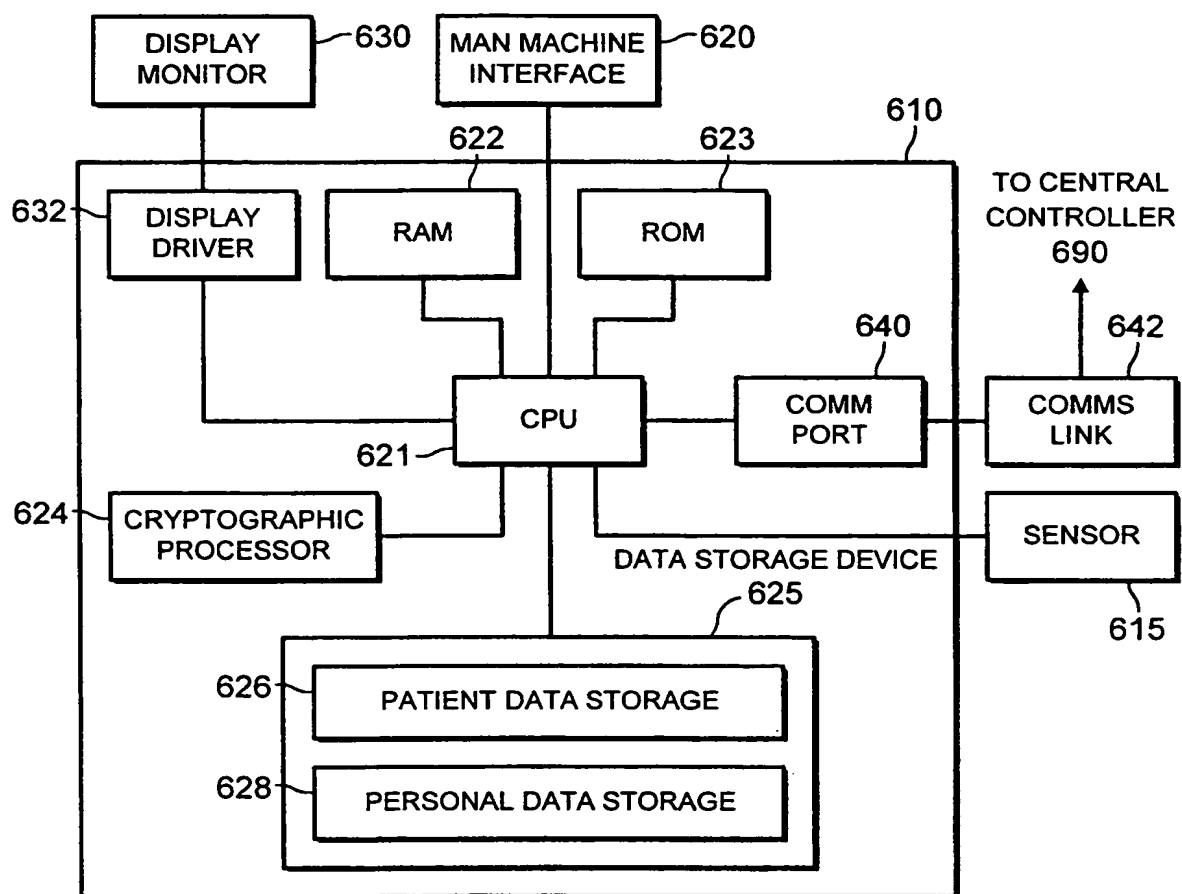 DISPLAY
MONITOR
630
MAN MACHINE
INTERFACE
620
610
622
623
632
DISPLAY
DRIVER
RAM
ROM
TO CENTRAL
CONTROLLER
690
640
642
CPU
621
COMM
PORT
COMMS
LINK
624
CRYPTOGRAPHIC
PROCESSOR
SENSOR
615
DATA STORAGE DEVICE
625
626
PATIENT DATA STORAGE
628
PERSONAL DATA STORAGE